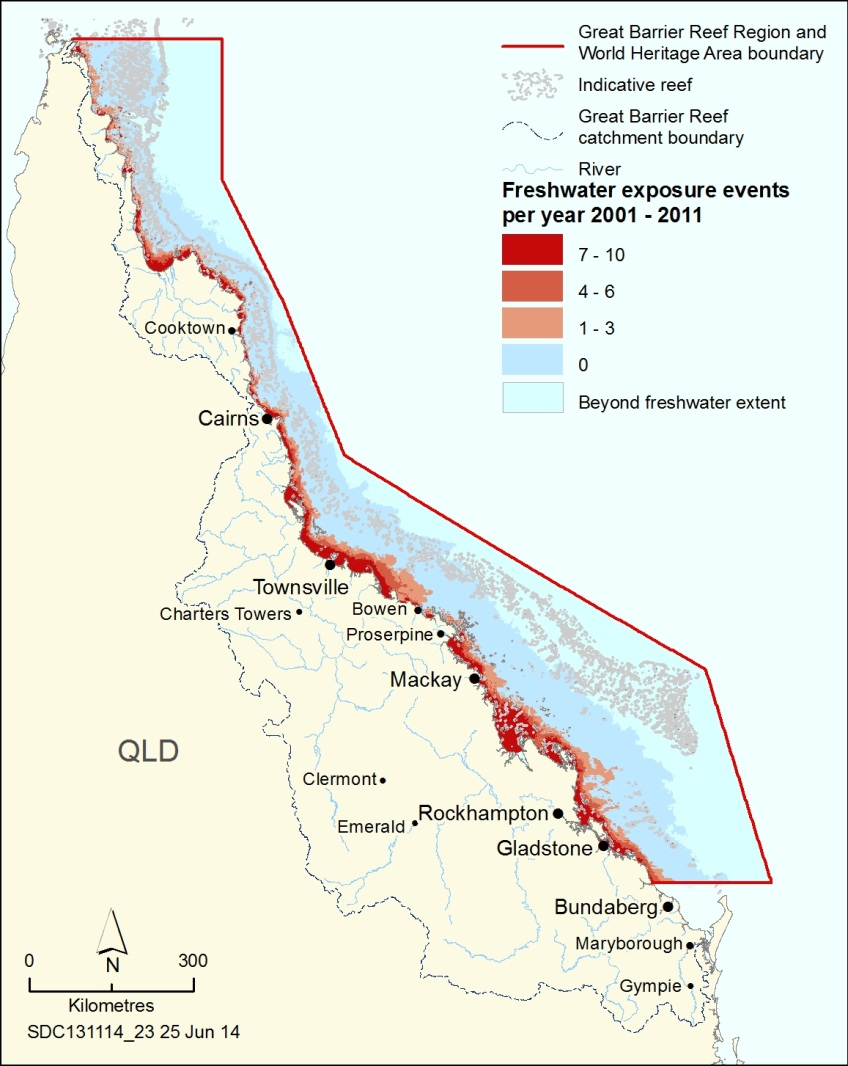 Great Barrier Reef Region and
World Heritage Area boundary
Indicative reef
Great Barrier Reef
catchment boundary
River
Freshwater exposure events
per year 2001 - 2011
7 - 10
4 - 6
1 - 3
0
Beyond freshwater extent
Cooktown
Cairns
Townsville
Charters Towers
Bowen
Proserpine
Mackay
QLD
Clermont
Emerald
Rockhampton
Gladstone
Bundaberg
Maryborough
Gympie
0 300
N
Kilometres
SDC131114_23 25 Jun 14